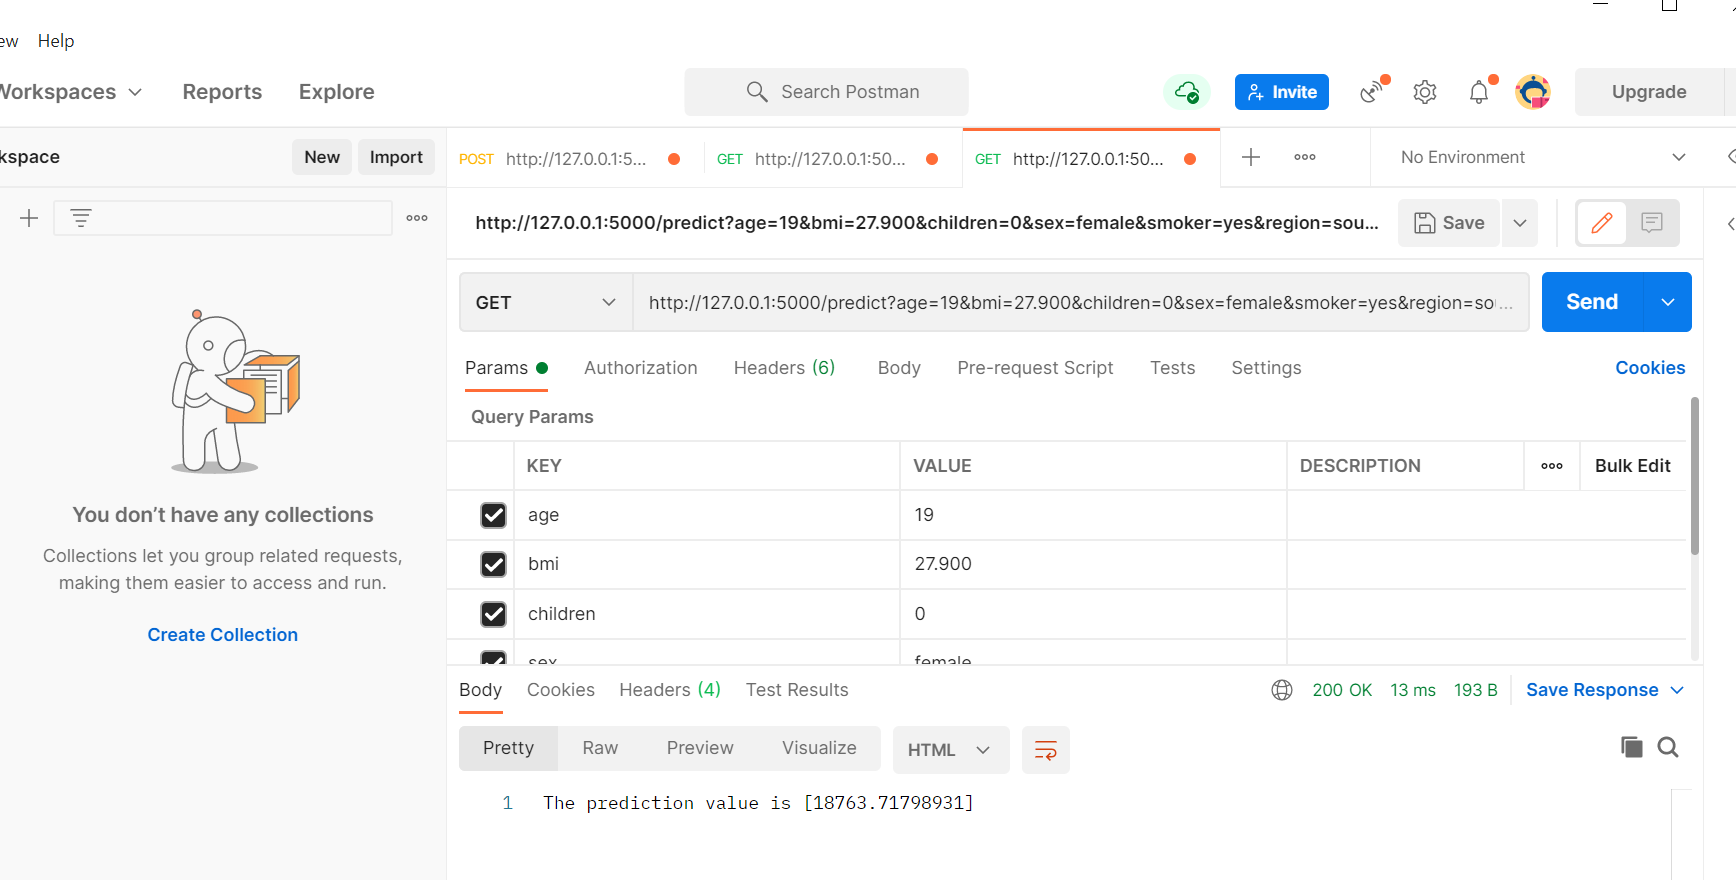 ew Help
Workspaces Reports Explore Search Postman Invite Upgrade
kspace New Import POST http://127.0.0.1:5... GET http://127.0.0.1:50... GET http://127.0.0.1:50... No Environment
http://127.0.0.1:5000/predict?age=19&bmi=27.900&children=0&sex=female&smoker=yes&region=sou... Save
GET http://127.0.0.1:5000/predict?age=19&bmi=27.900&children=0&sex=female&smoker=yes&region=so... Send
Params Authorization Headers (6) Body Pre-request Script Tests Settings Cookies
Query Params
KEY VALUE DESCRIPTION Bulk Edit
age 19
bmi 27.900
children 0
sex female
You don't have any collections
Collections let you group related requests,
making them easier to access and run.
Create Collection
Body Cookies Headers (4) Test Results 200 OK 13 ms 193 B Save Response
Pretty Raw Preview Visualize HTML
1 The prediction value is [18763.71798931]